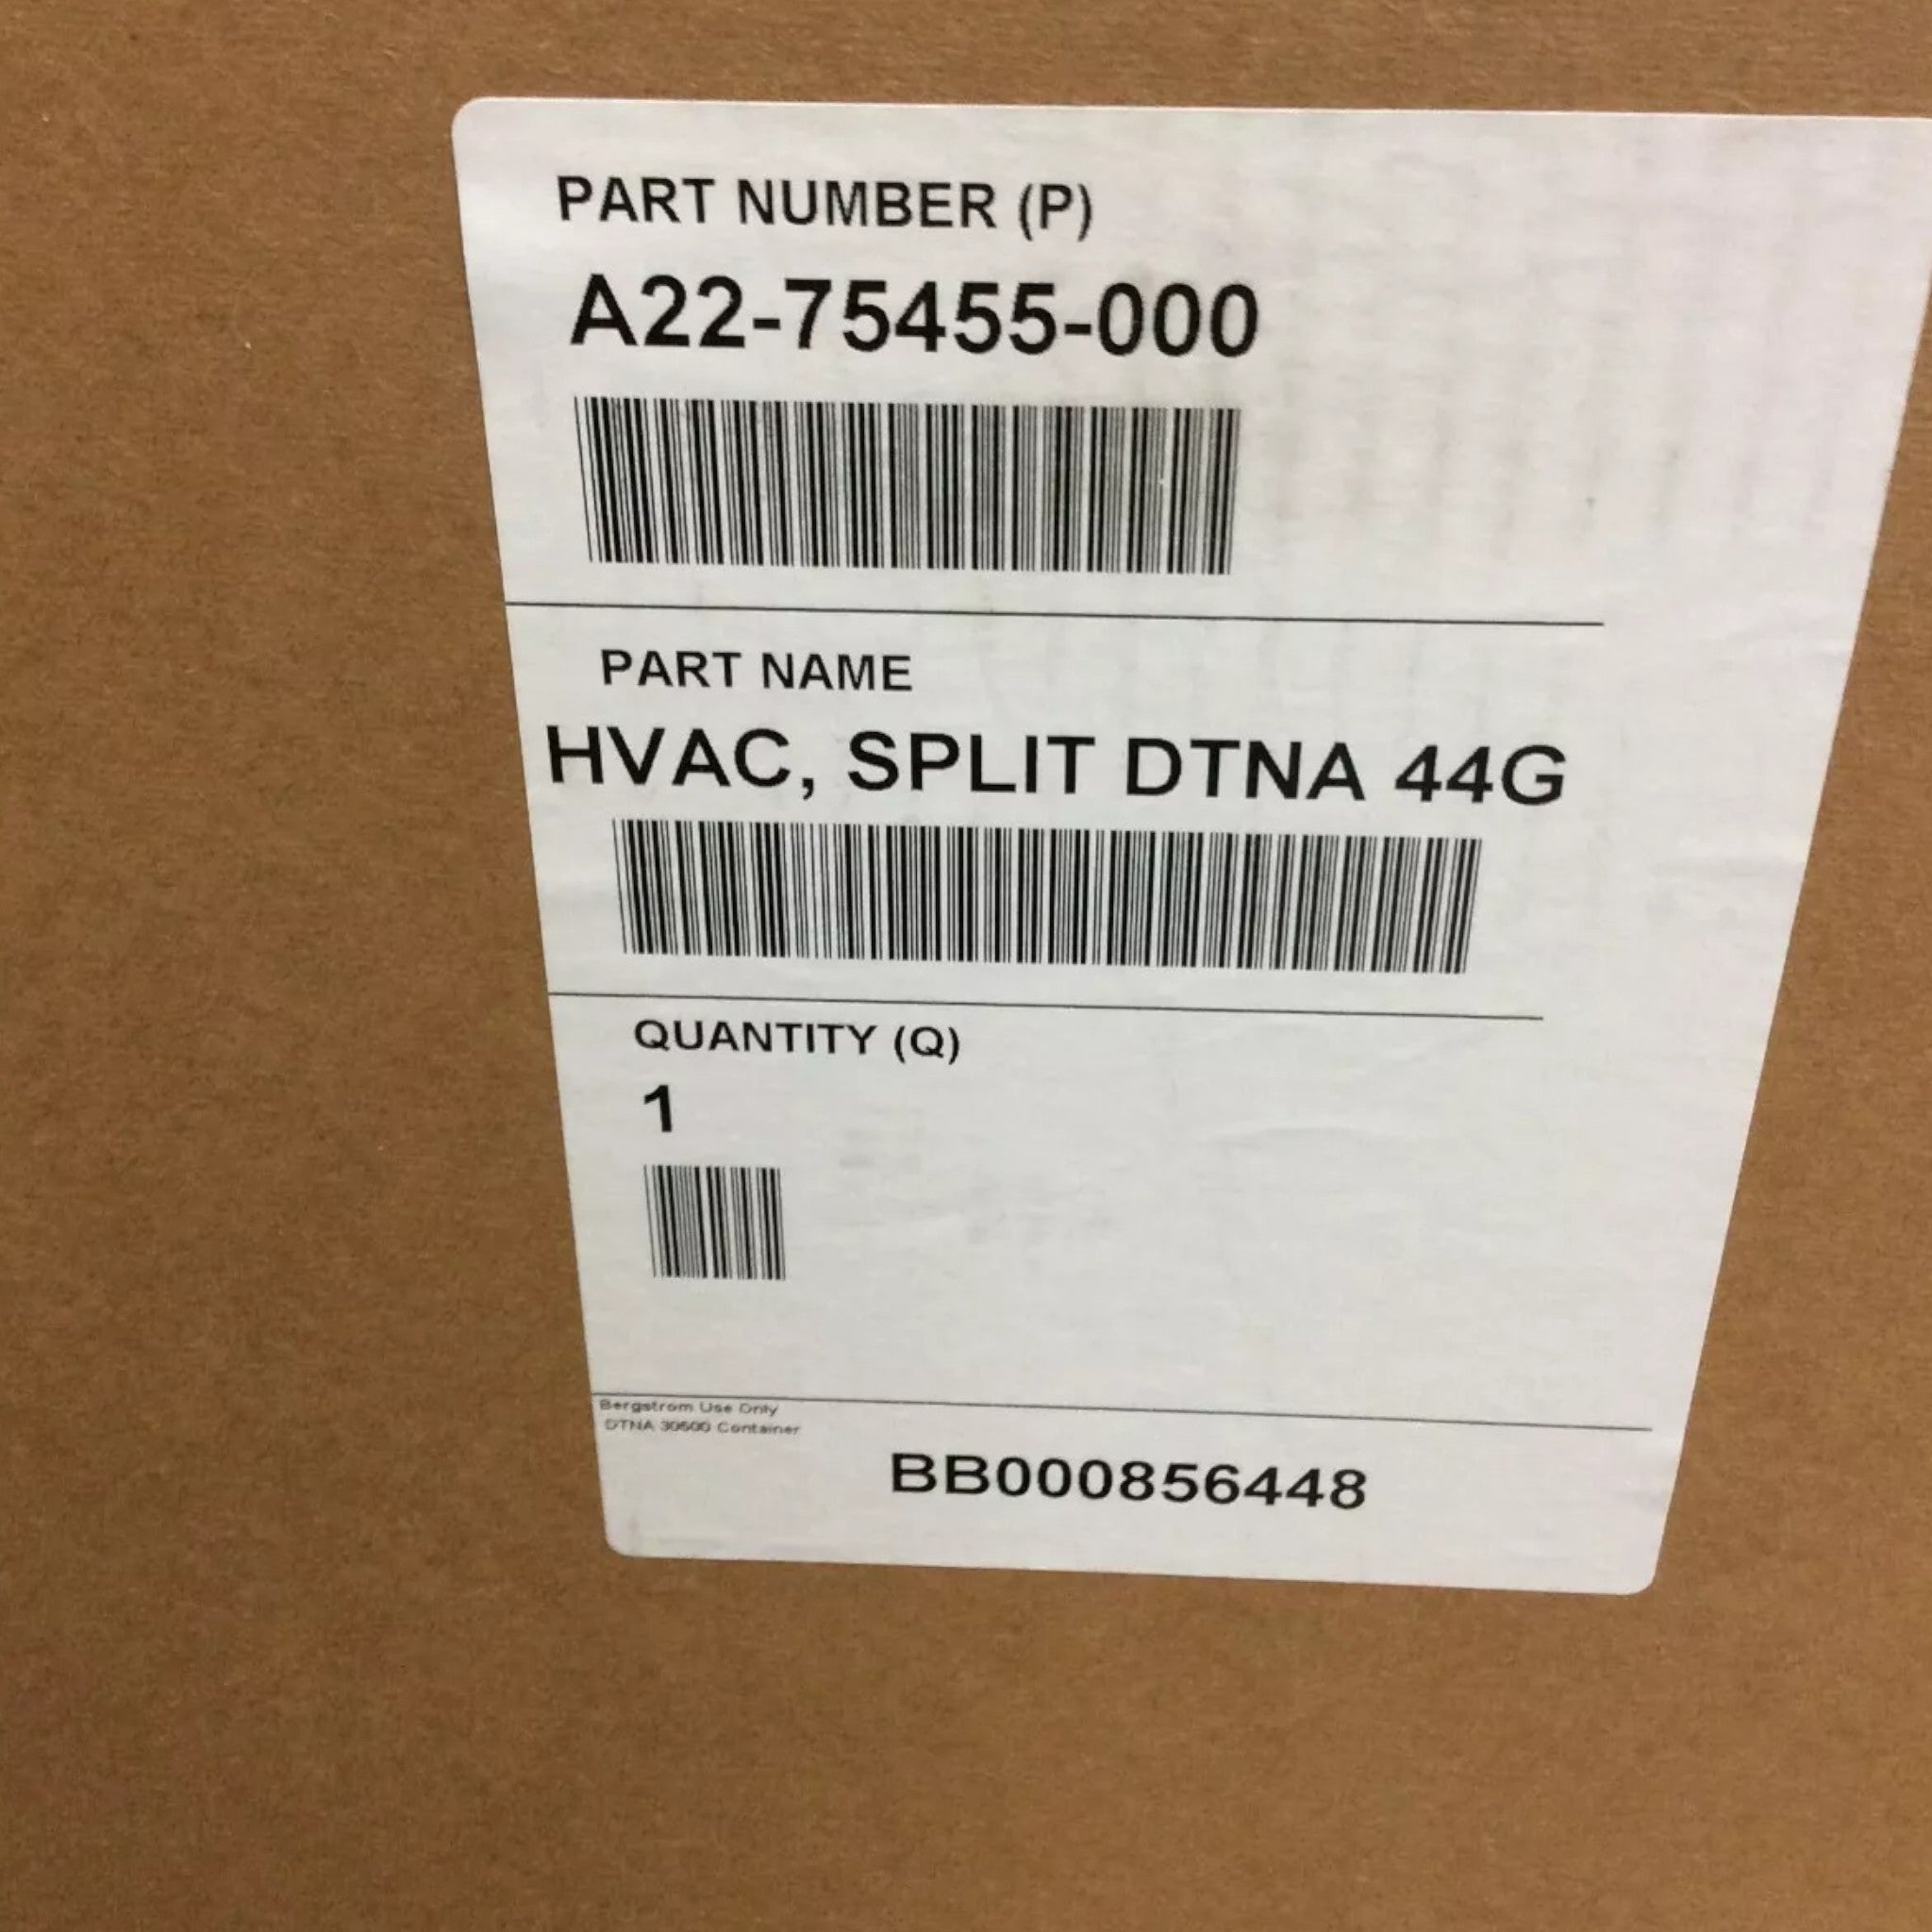 PART NUMBER (P)
A22-75455-000
PART NAME
HVAC, SPLIT DTNA 44G
QUANTITY (Q)
1
Bergstrom Use Only
DTNA 30600 Container
BB000856448